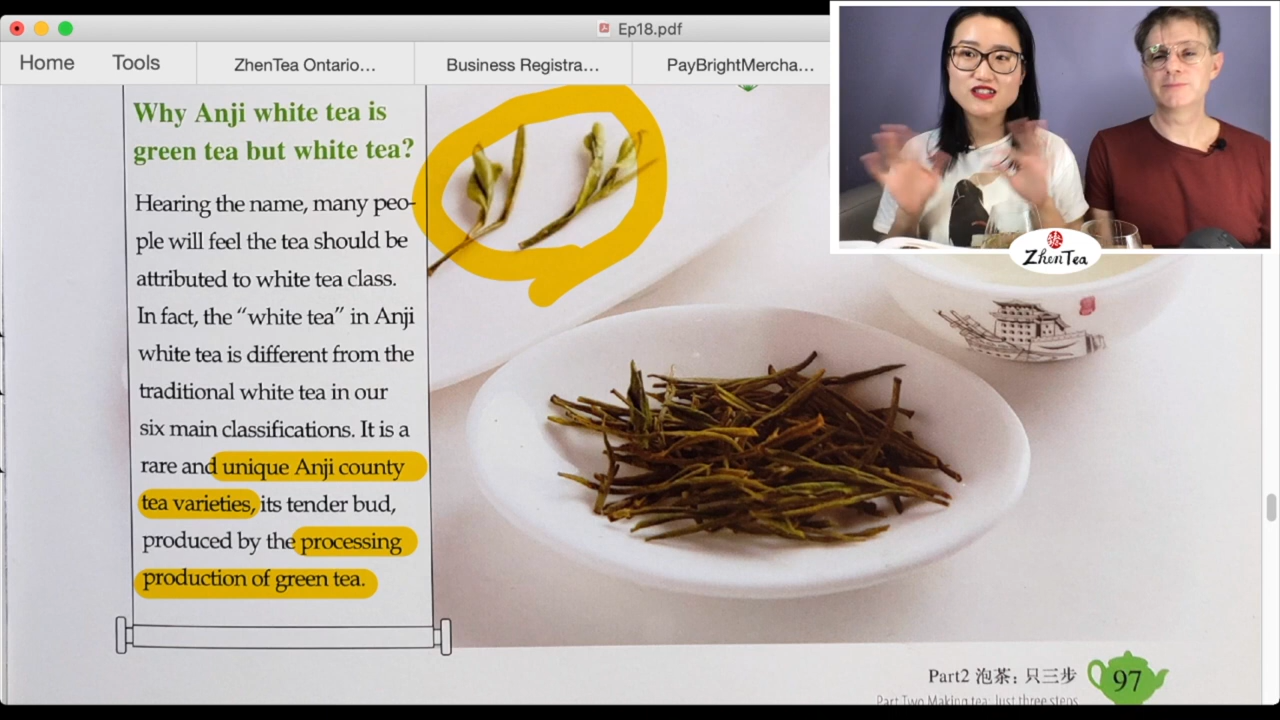 Ep18.pdf
Home
Tools
ZhenTea Ontario...
Business Registra...
PayBrightMercha...
Why Anji white tea is
green tea but white tea?
Hearing the name, many peo-
ple will feel the tea should be
attributed to white tea class.
In fact, the “white tea” in Anji
white tea is different from the
traditional white tea in our
six main classifications. It is a
rare and unique Anji county
tea varieties, its tender bud,
produced by the processing
production of green tea.
ZhenTea
Part2 泡茶：只三步
97
Part Two Making tea: Just three steps